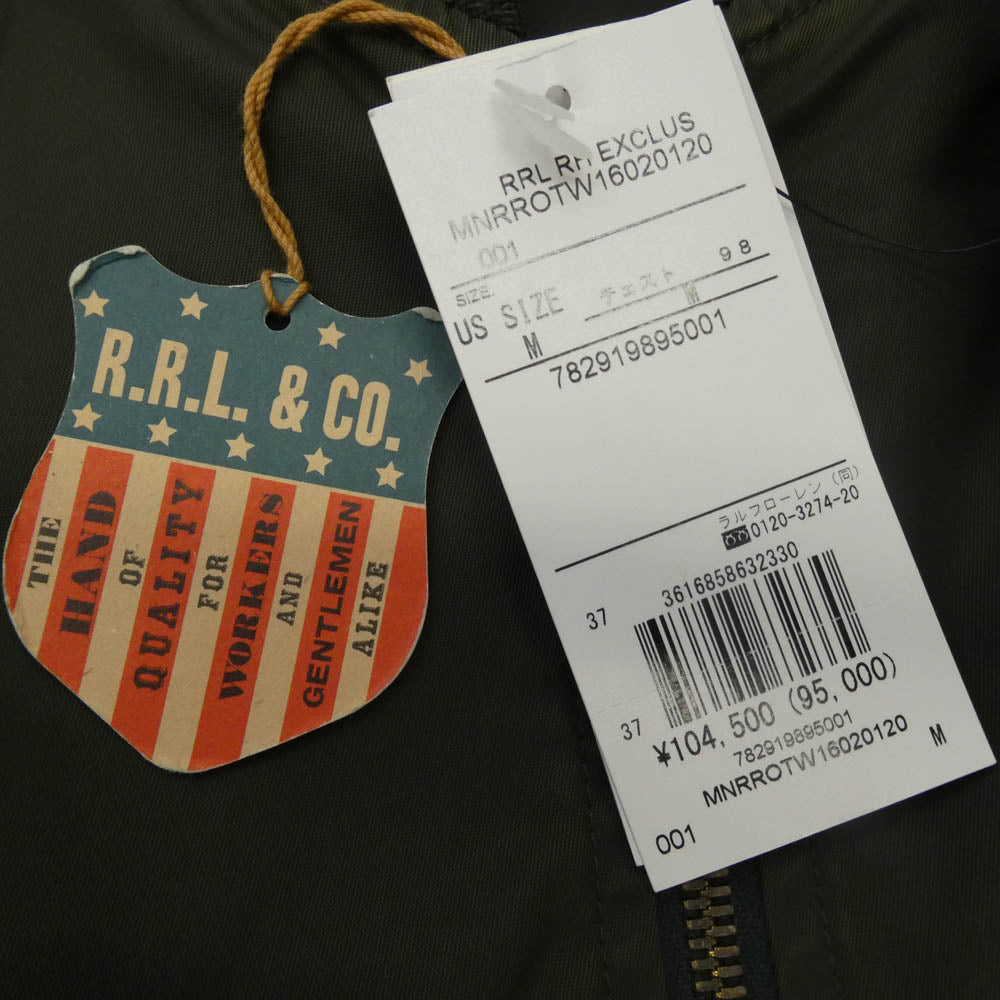 R.R.L. & CO.
THE
HAND
OF
QUALITY
FOR
WORKERS
AND
GENTLEMEN
ALIKE
RRL EXCLUS
MNRROTW16020120
001
SIZE.
US SIZE チェスト 98
M M
782919895001
ラルフローレン（同）
0120-3274-20
37 3616858632330
37 ¥104,500 (95,000)
782919895001
MNRROTW16020120 M
001